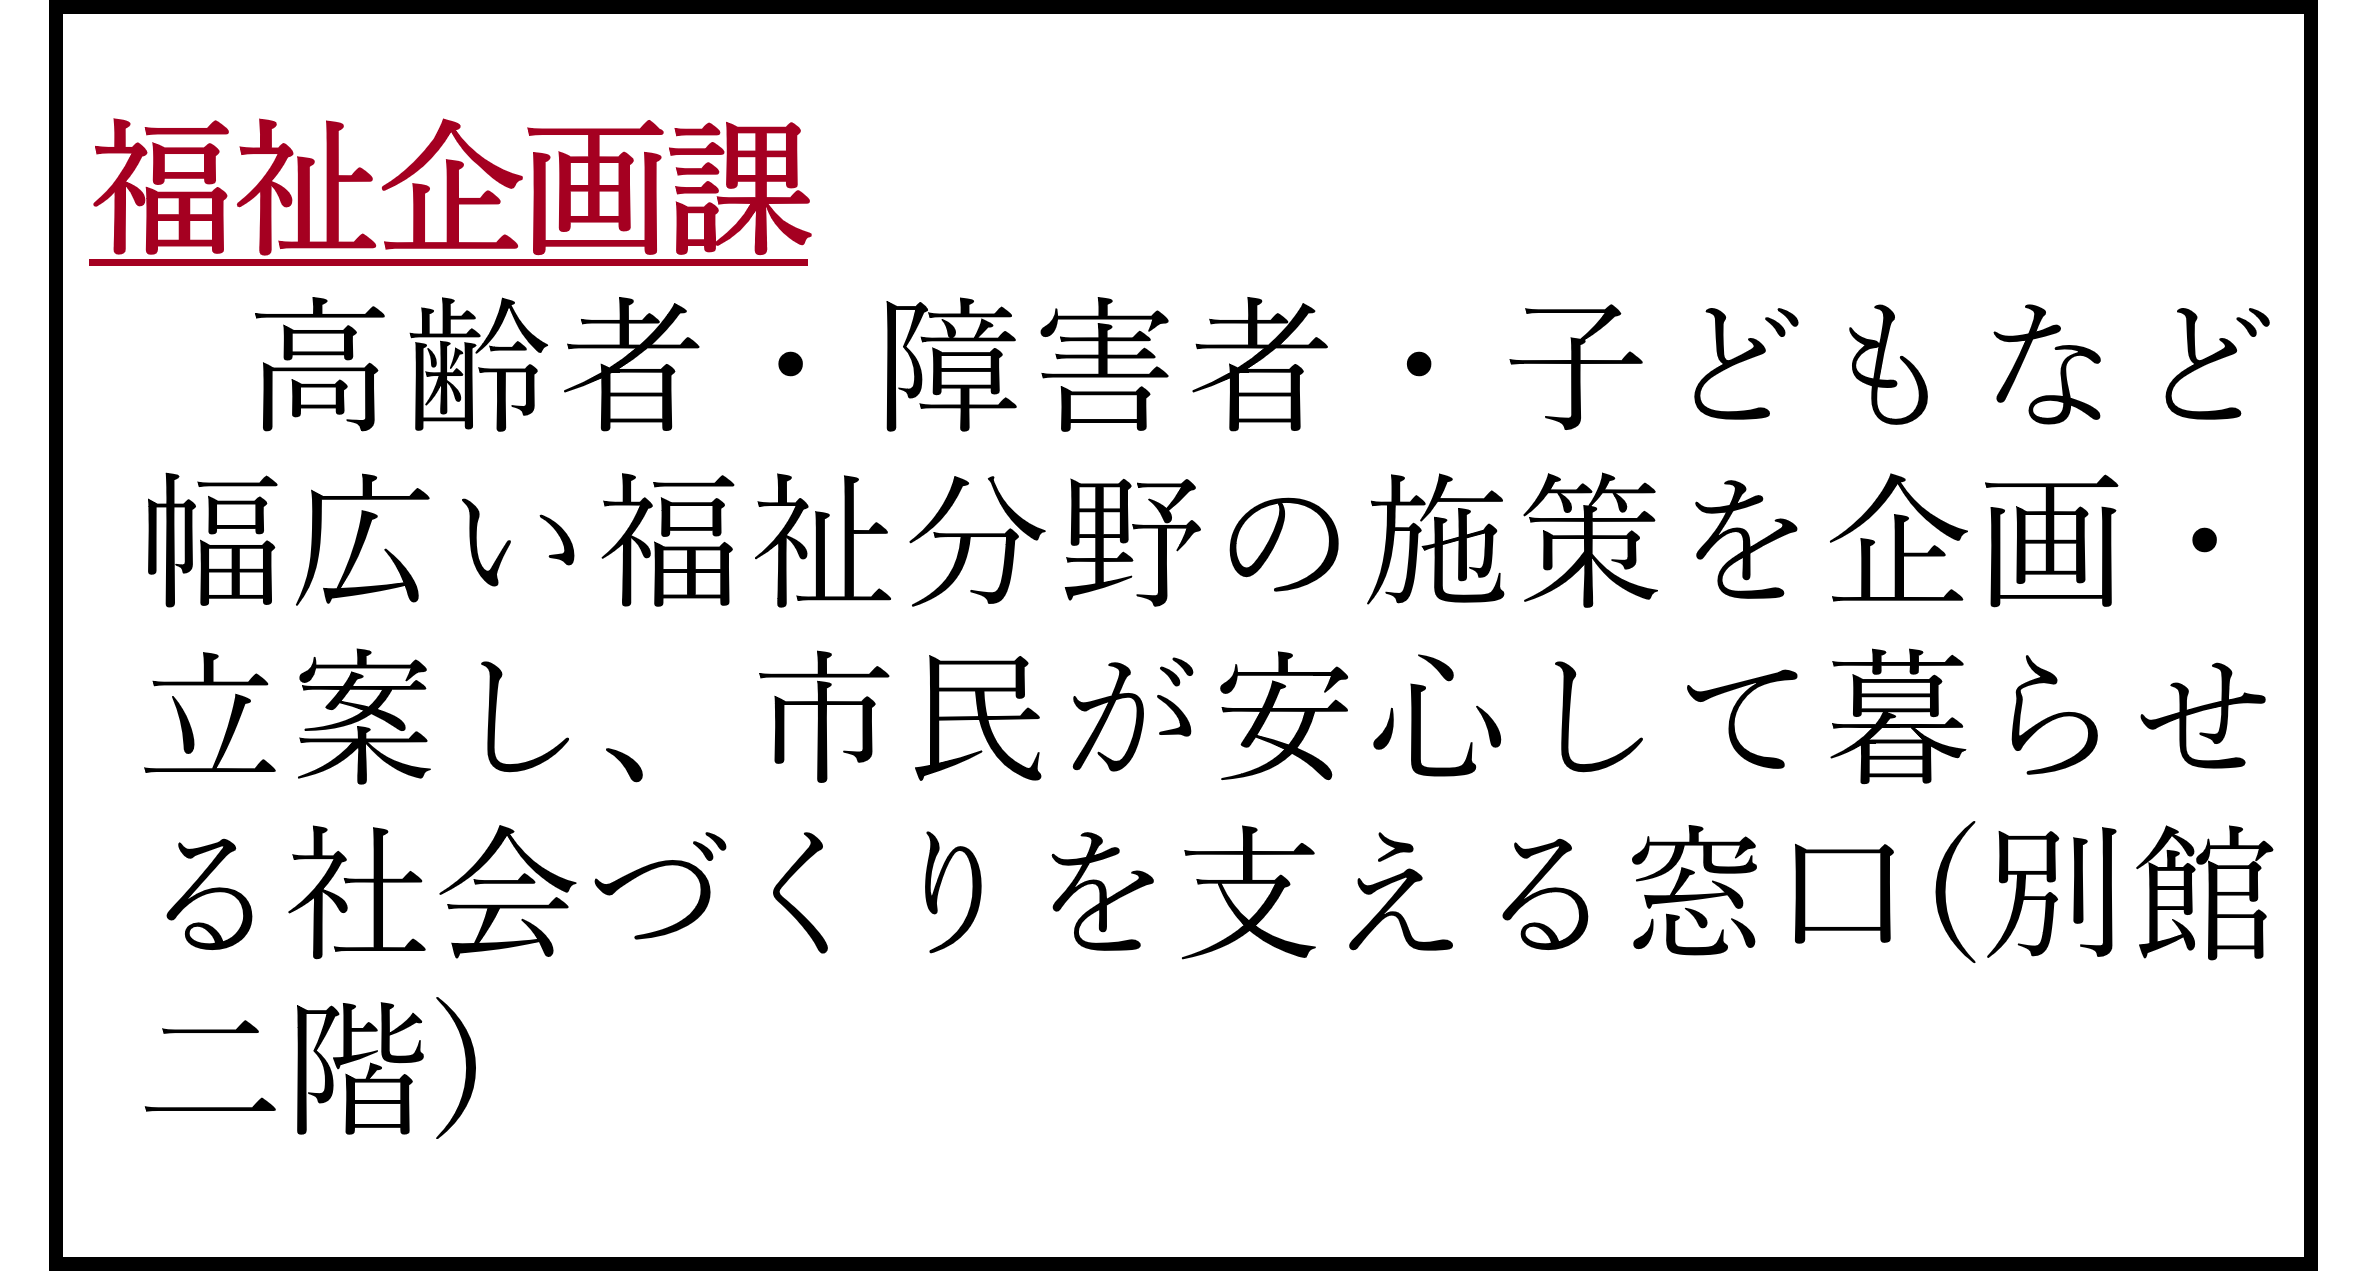 福祉企画課
高齢者・障害者・子どもなど
幅広い福祉分野の施策を企画・
立案し、市民が安心して暮らせ
る社会づくりを支える窓口(別館
二階)